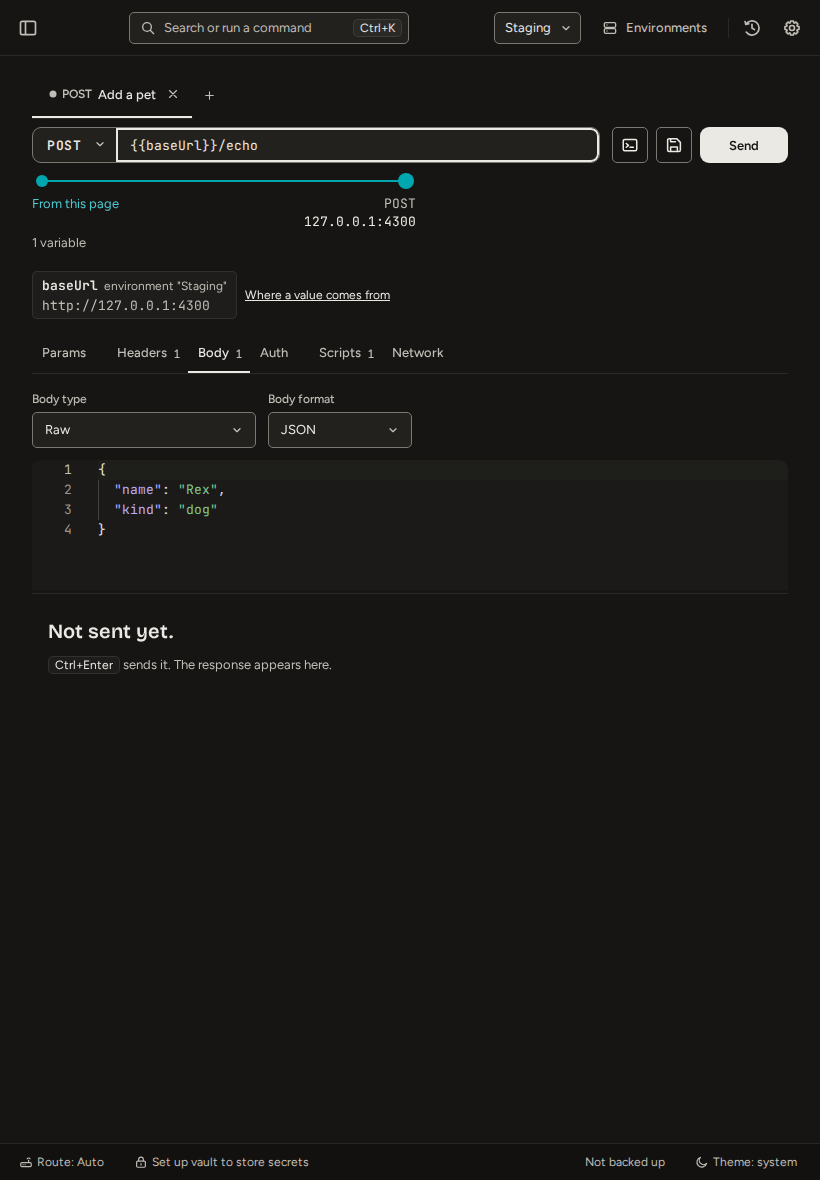 Search or run a command Ctrl+K Staging Environments
POST Add a pet
POST {{baseUrl}}/echo Send
From this page POST
127.0.0.1:4300
1 variable
baseUrl environment "Staging"
http://127.0.0.1:4300
Where a value comes from
Params Headers 1 Body 1 Auth Scripts 1 Network
Body type Body format
Raw JSON
1 {
2 "name": "Rex",
3 "kind": "dog"
4 }
Not sent yet.
Ctrl+Enter sends it. The response appears here.
Route: Auto Set up vault to store secrets Not backed up Theme: system